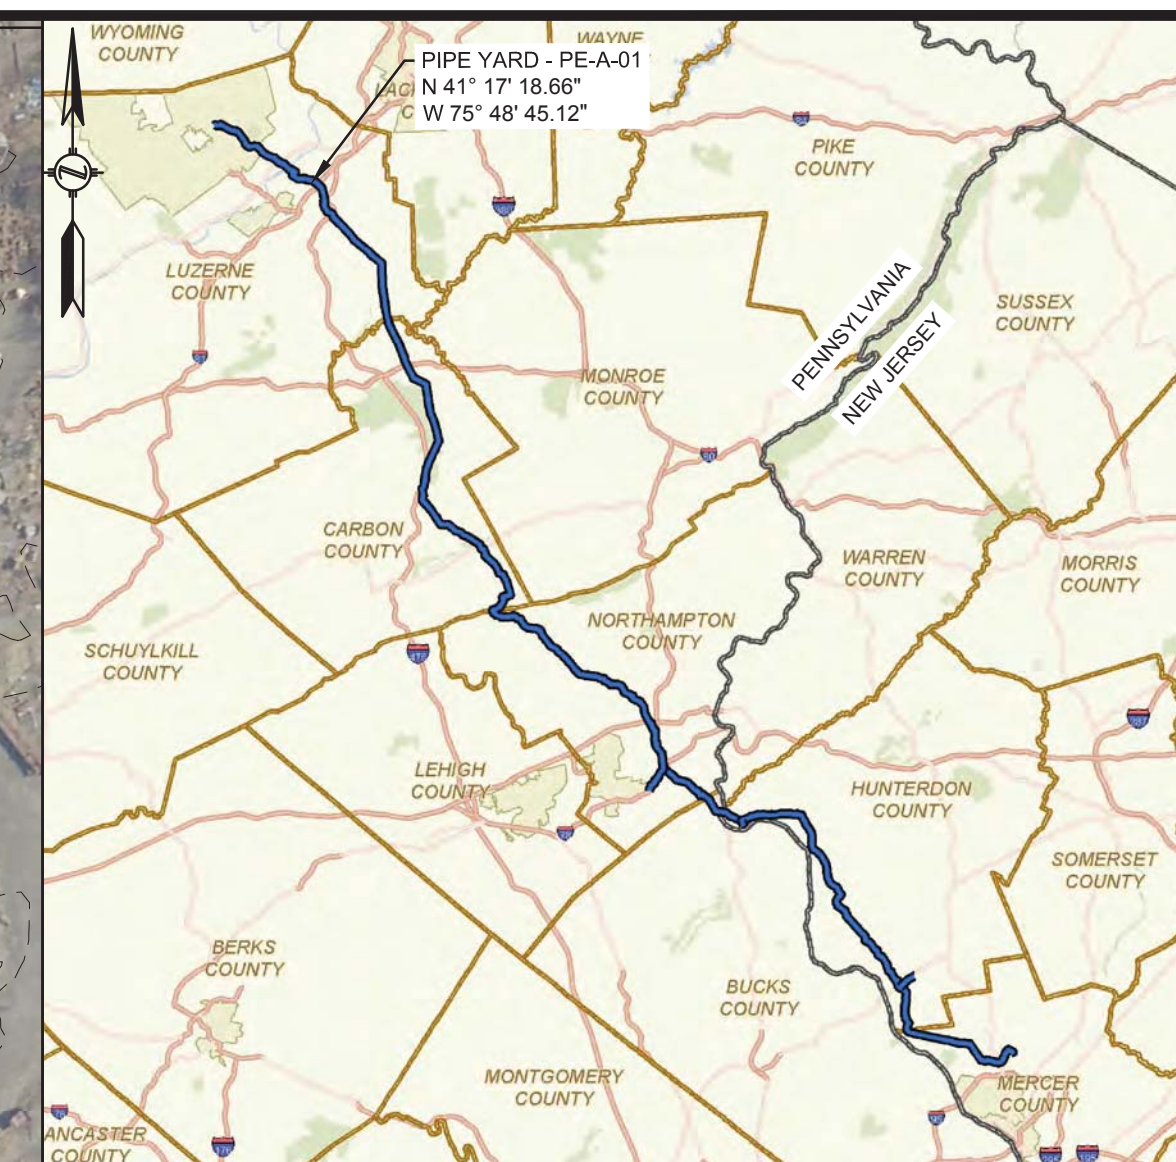 WYOMING
COUNTY
WAYNE
PIPE YARD - PE-A-01
N 41° 17' 18.66"
W 75° 48' 45.12"
PIKE
COUNTY
LUZERNE
COUNTY
PENNSYLVANIA
NEW JERSEY
SUSSEX
COUNTY
MONROE
COUNTY
CARBON
COUNTY
WARREN
COUNTY
MORRIS
COUNTY
NORTHAMPTON
COUNTY
SCHUYLKILL
COUNTY
LEHIGH
COUNTY
HUNTERDON
COUNTY
SOMERSET
COUNTY
BERKS
COUNTY
BUCKS
COUNTY
MONTGOMERY
COUNTY
MERCER
COUNTY
ANCASTER
COUNTY